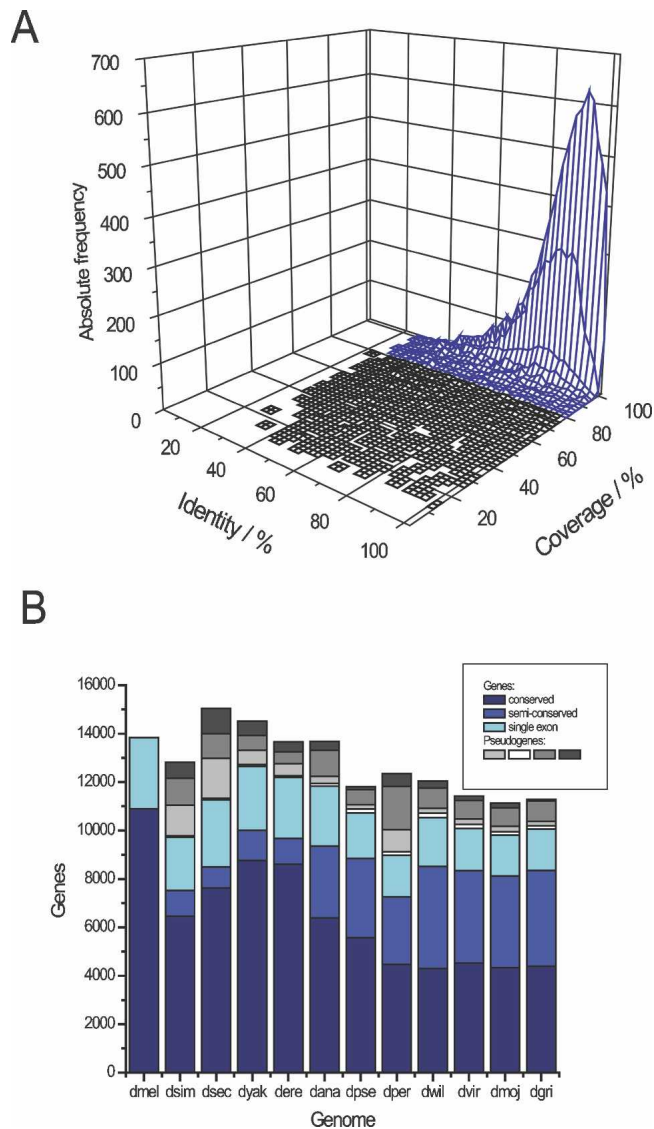 A
700
600
500
400
300
200
100
0
Absolute frequency
20
40
60
80
100
Identity / %
20
40
60
80
100
Coverage / %
B
16000
14000
12000
10000
8000
6000
4000
2000
0
Genes
Genes:
conserved
semi-conserved
single exon
Pseudogenes:
dmel dsim dsec dyak dere dana dpse dper dwil dvir dmoj dgri
Genome